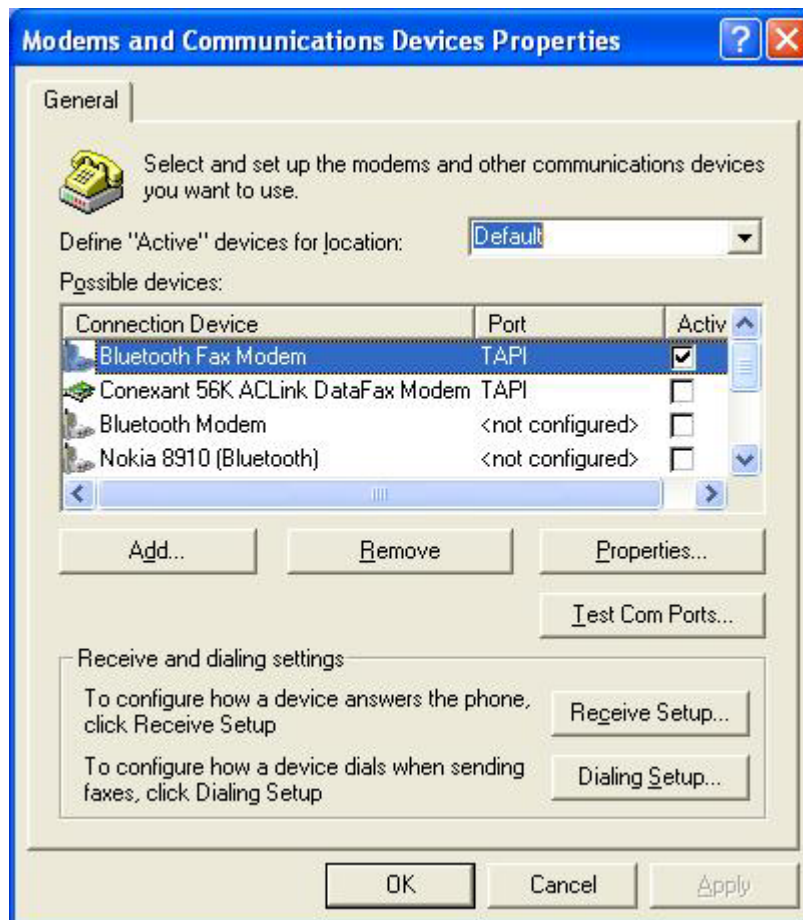 Modems and Communications Devices Properties
General
Select and set up the modems and other communications devices
you want to use.
Define "Active" devices for location:
Default
Possible devices:
Connection Device Port Activ
Bluetooth Fax Modem TAPI
Conexant 56K ACLink DataFax Modem TAPI
Bluetooth Modem <not configured>
Nokia 8910 (Bluetooth) <not configured>
Add... Remove Properties...
Test Com Ports...
Receive and dialing settings
To configure how a device answers the phone,
click Receive Setup
Receive Setup...
To configure how a device dials when sending
faxes, click Dialing Setup
Dialing Setup...
OK Cancel Apply